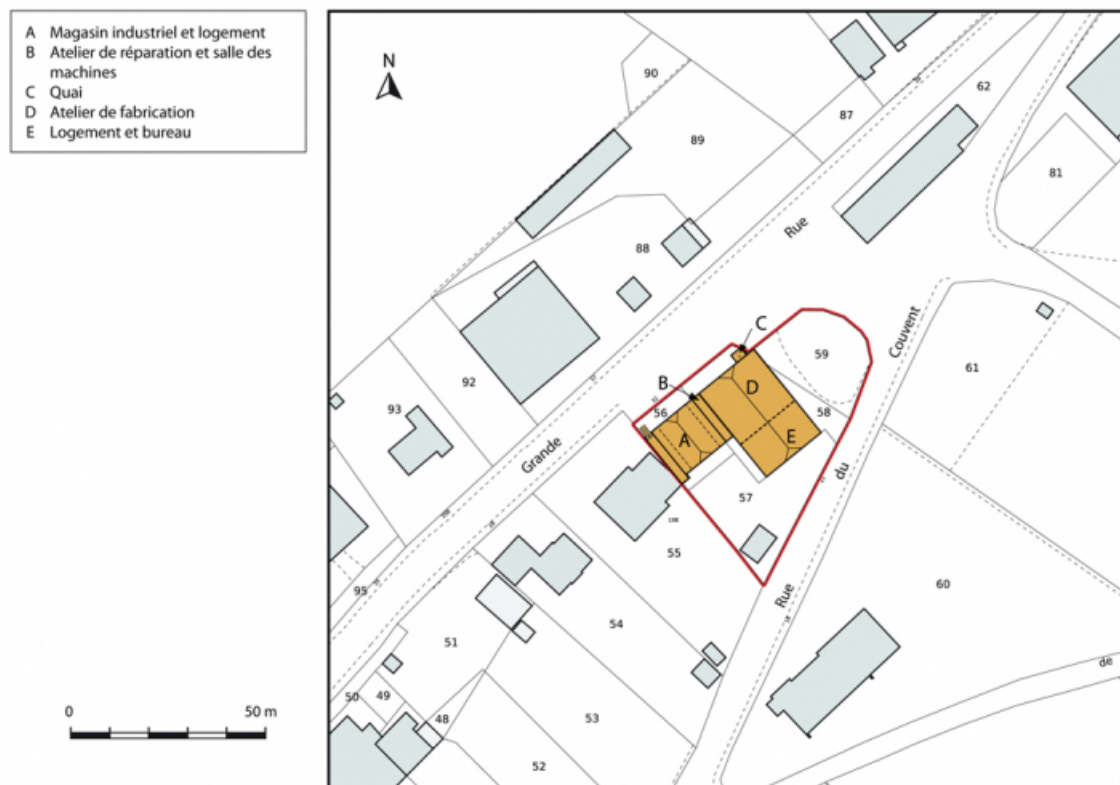 A Magasin industriel et logement
B Atelier de réparation et salle des
machines
C Quai
D Atelier de fabrication
E Logement et bureau
N
90
62
87
89
81
Rue
88
C
Couvent
59
61
92
B
D
93
56
58
A
E
Grande
du
57
55
60
95
Rue
54
51
de
50
49
48
53
52
0 50 m